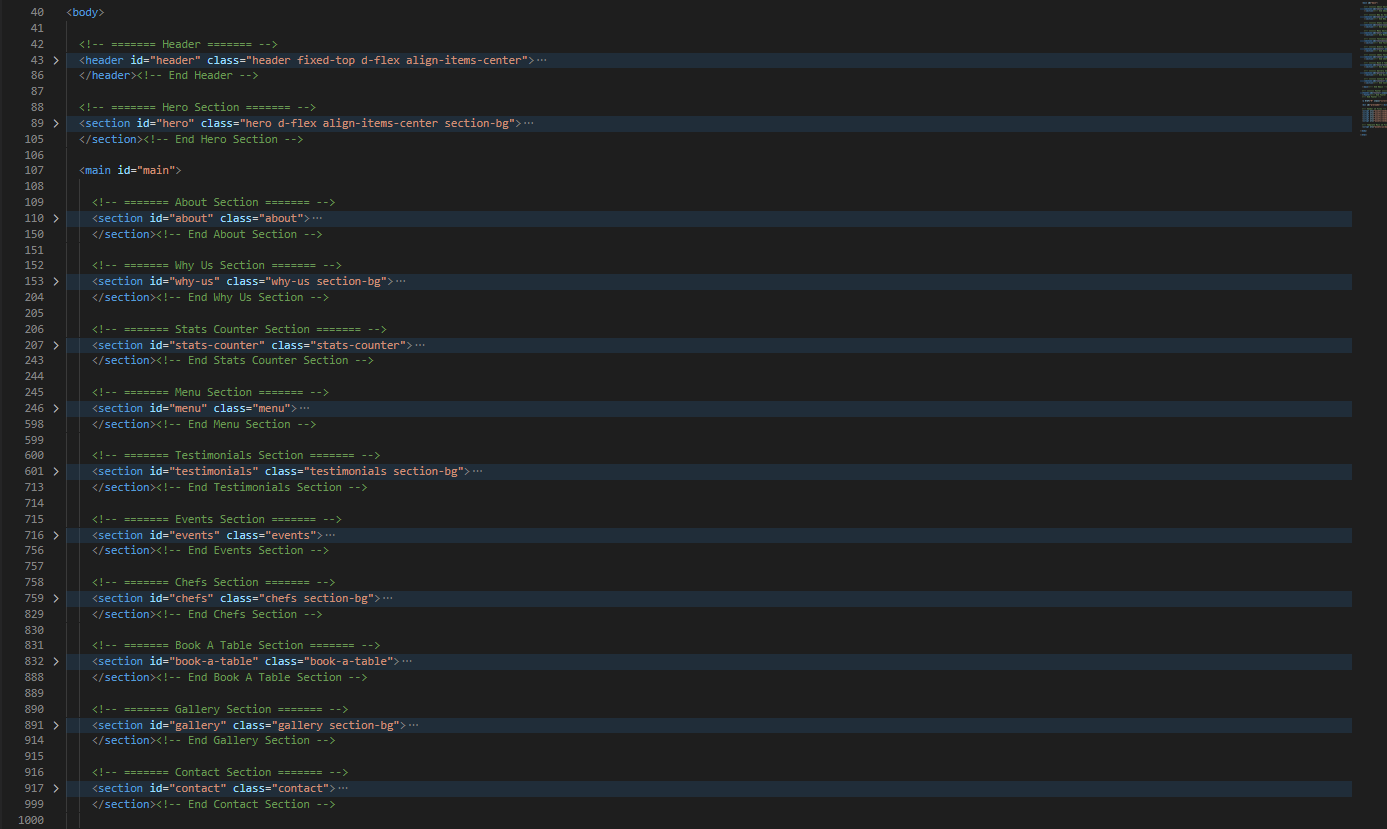 40 <body>
41
42 <!-- ======= Header ======= -->
43 <header id="header" class="header fixed-top d-flex align-items-center">…
86 </header><!-- End Header -->
87
88 <!-- ======= Hero Section ======= -->
89 <section id="hero" class="hero d-flex align-items-center section-bg">…
105 </section><!-- End Hero Section -->
106
107 <main id="main">
108
109 <!-- ======= About Section ======= -->
110 <section id="about" class="about">…
150 </section><!-- End About Section -->
151
152 <!-- ======= Why Us Section ======= -->
153 <section id="why-us" class="why-us section-bg">…
204 </section><!-- End Why Us Section -->
205
206 <!-- ======= Stats Counter Section ======= -->
207 <section id="stats-counter" class="stats-counter">…
243 </section><!-- End Stats Counter Section -->
244
245 <!-- ======= Menu Section ======= -->
246 <section id="menu" class="menu">…
598 </section><!-- End Menu Section -->
599
600 <!-- ======= Testimonials Section ======= -->
601 <section id="testimonials" class="testimonials section-bg">…
713 </section><!-- End Testimonials Section -->
714
715 <!-- ======= Events Section ======= -->
716 <section id="events" class="events">…
756 </section><!-- End Events Section -->
757
758 <!-- ======= Chefs Section ======= -->
759 <section id="chefs" class="chefs section-bg">…
829 </section><!-- End Chefs Section -->
830
831 <!-- ======= Book A Table Section ======= -->
832 <section id="book-a-table" class="book-a-table">…
888 </section><!-- End Book A Table Section -->
889
890 <!-- ======= Gallery Section ======= -->
891 <section id="gallery" class="gallery section-bg">…
914 </section><!-- End Gallery Section -->
915
916 <!-- ======= Contact Section ======= -->
917 <section id="contact" class="contact">…
999 </section><!-- End Contact Section -->
1000